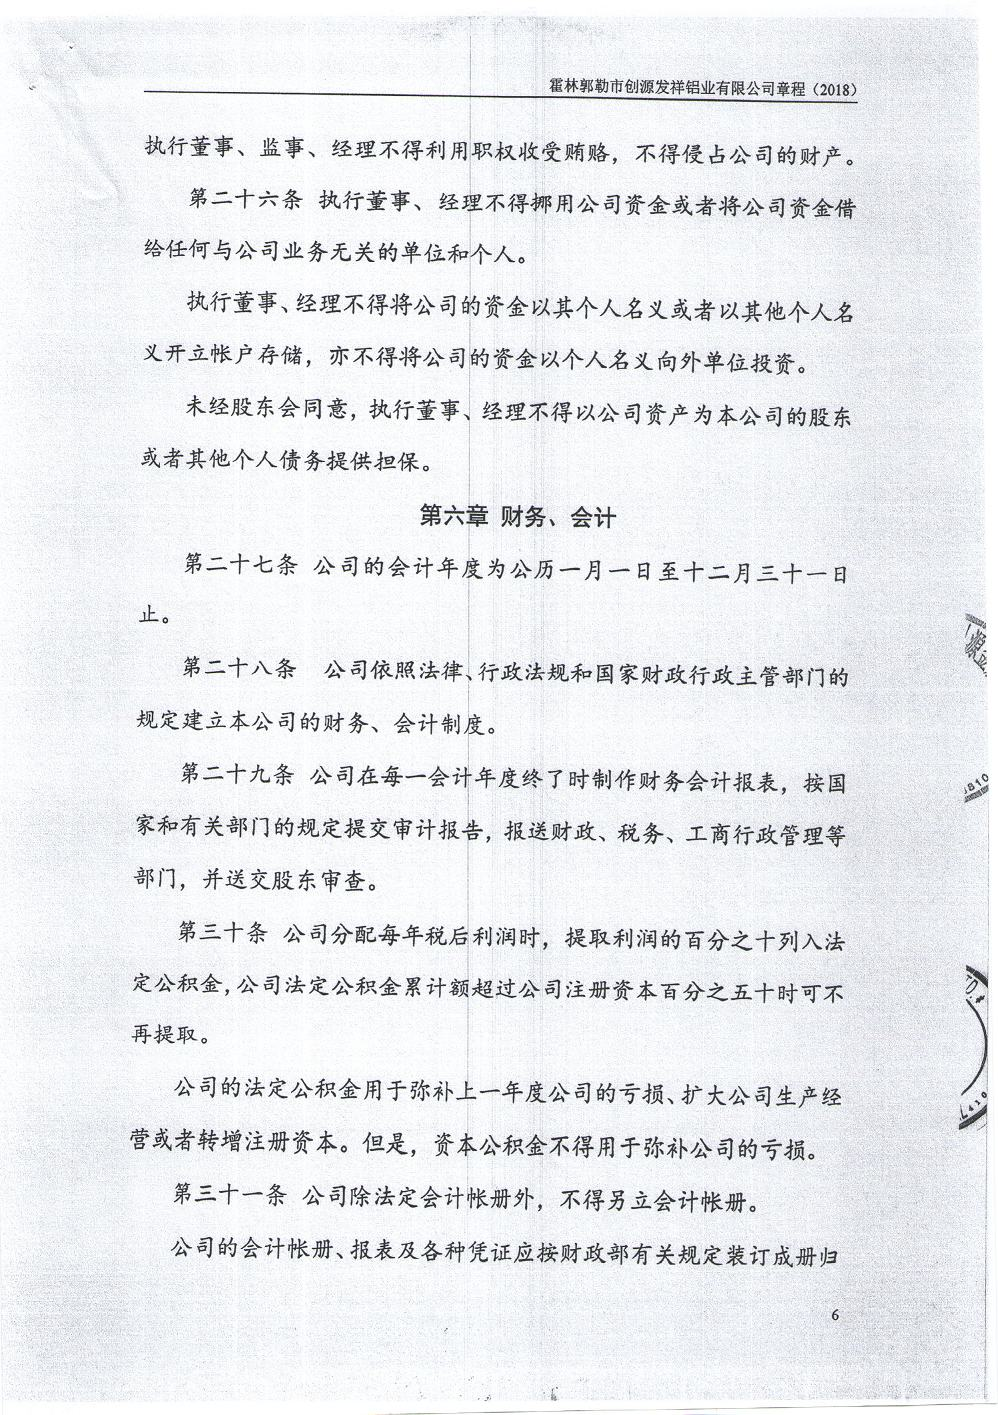 霍林郭勒市创源发祥铝业有限公司章程（2018）
执行董事、监事、经理不得利用职权收受贿赂，不得侵占公司的财产。
第二十六条 执行董事、经理不得挪用公司资金或者将公司资金借
给任何与公司业务无关的单位和个人。
执行董事、经理不得将公司的资金以其个人名义或者以其他个人名
义开立帐户存储，亦不得将公司的资金以个人名义向外单位投资。
未经股东会同意，执行董事、经理不得以公司资产为本公司的股东
或者其他个人债务提供担保。
第六章 财务、会计
第二十七条 公司的会计年度为公历一月一日至十二月三十一日
止。
第二十八条 公司依照法律、行政法规和国家财政行政主管部门的
规定建立本公司的财务、会计制度。
第二十九条 公司在每一会计年度终了时制作财务会计报表，按国
家和有关部门的规定提交审计报告，报送财政、税务、工商行政管理等
部门，并送交股东审查。
第三十条 公司分配每年税后利润时，提取利润的百分之十列入法
定公积金，公司法定公积金累计额超过公司注册资本百分之五十时可不
再提取。
公司的法定公积金用于弥补上一年度公司的亏损、扩大公司生产经
营或者转增注册资本。但是，资本公积金不得用于弥补公司的亏损。
第三十一条 公司除法定会计帐册外，不得另立会计帐册。
公司的会计帐册、报表及各种凭证应按财政部有关规定装订成册归
6
源